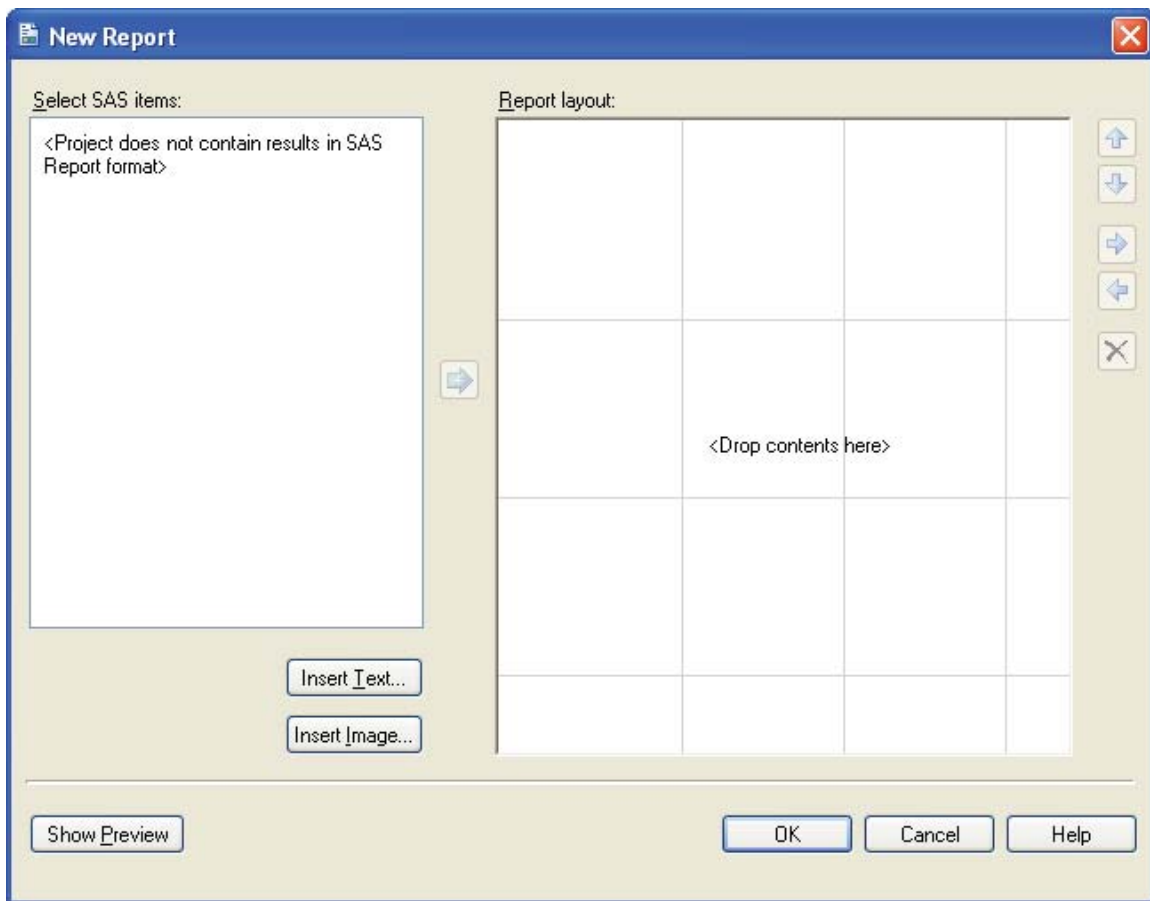 New Report
Select SAS items:
<Project does not contain results in SAS
Report format>
Report layout:
<Drop contents here>
Insert Text...
Insert Image...
Show Preview
OK
Cancel
Help